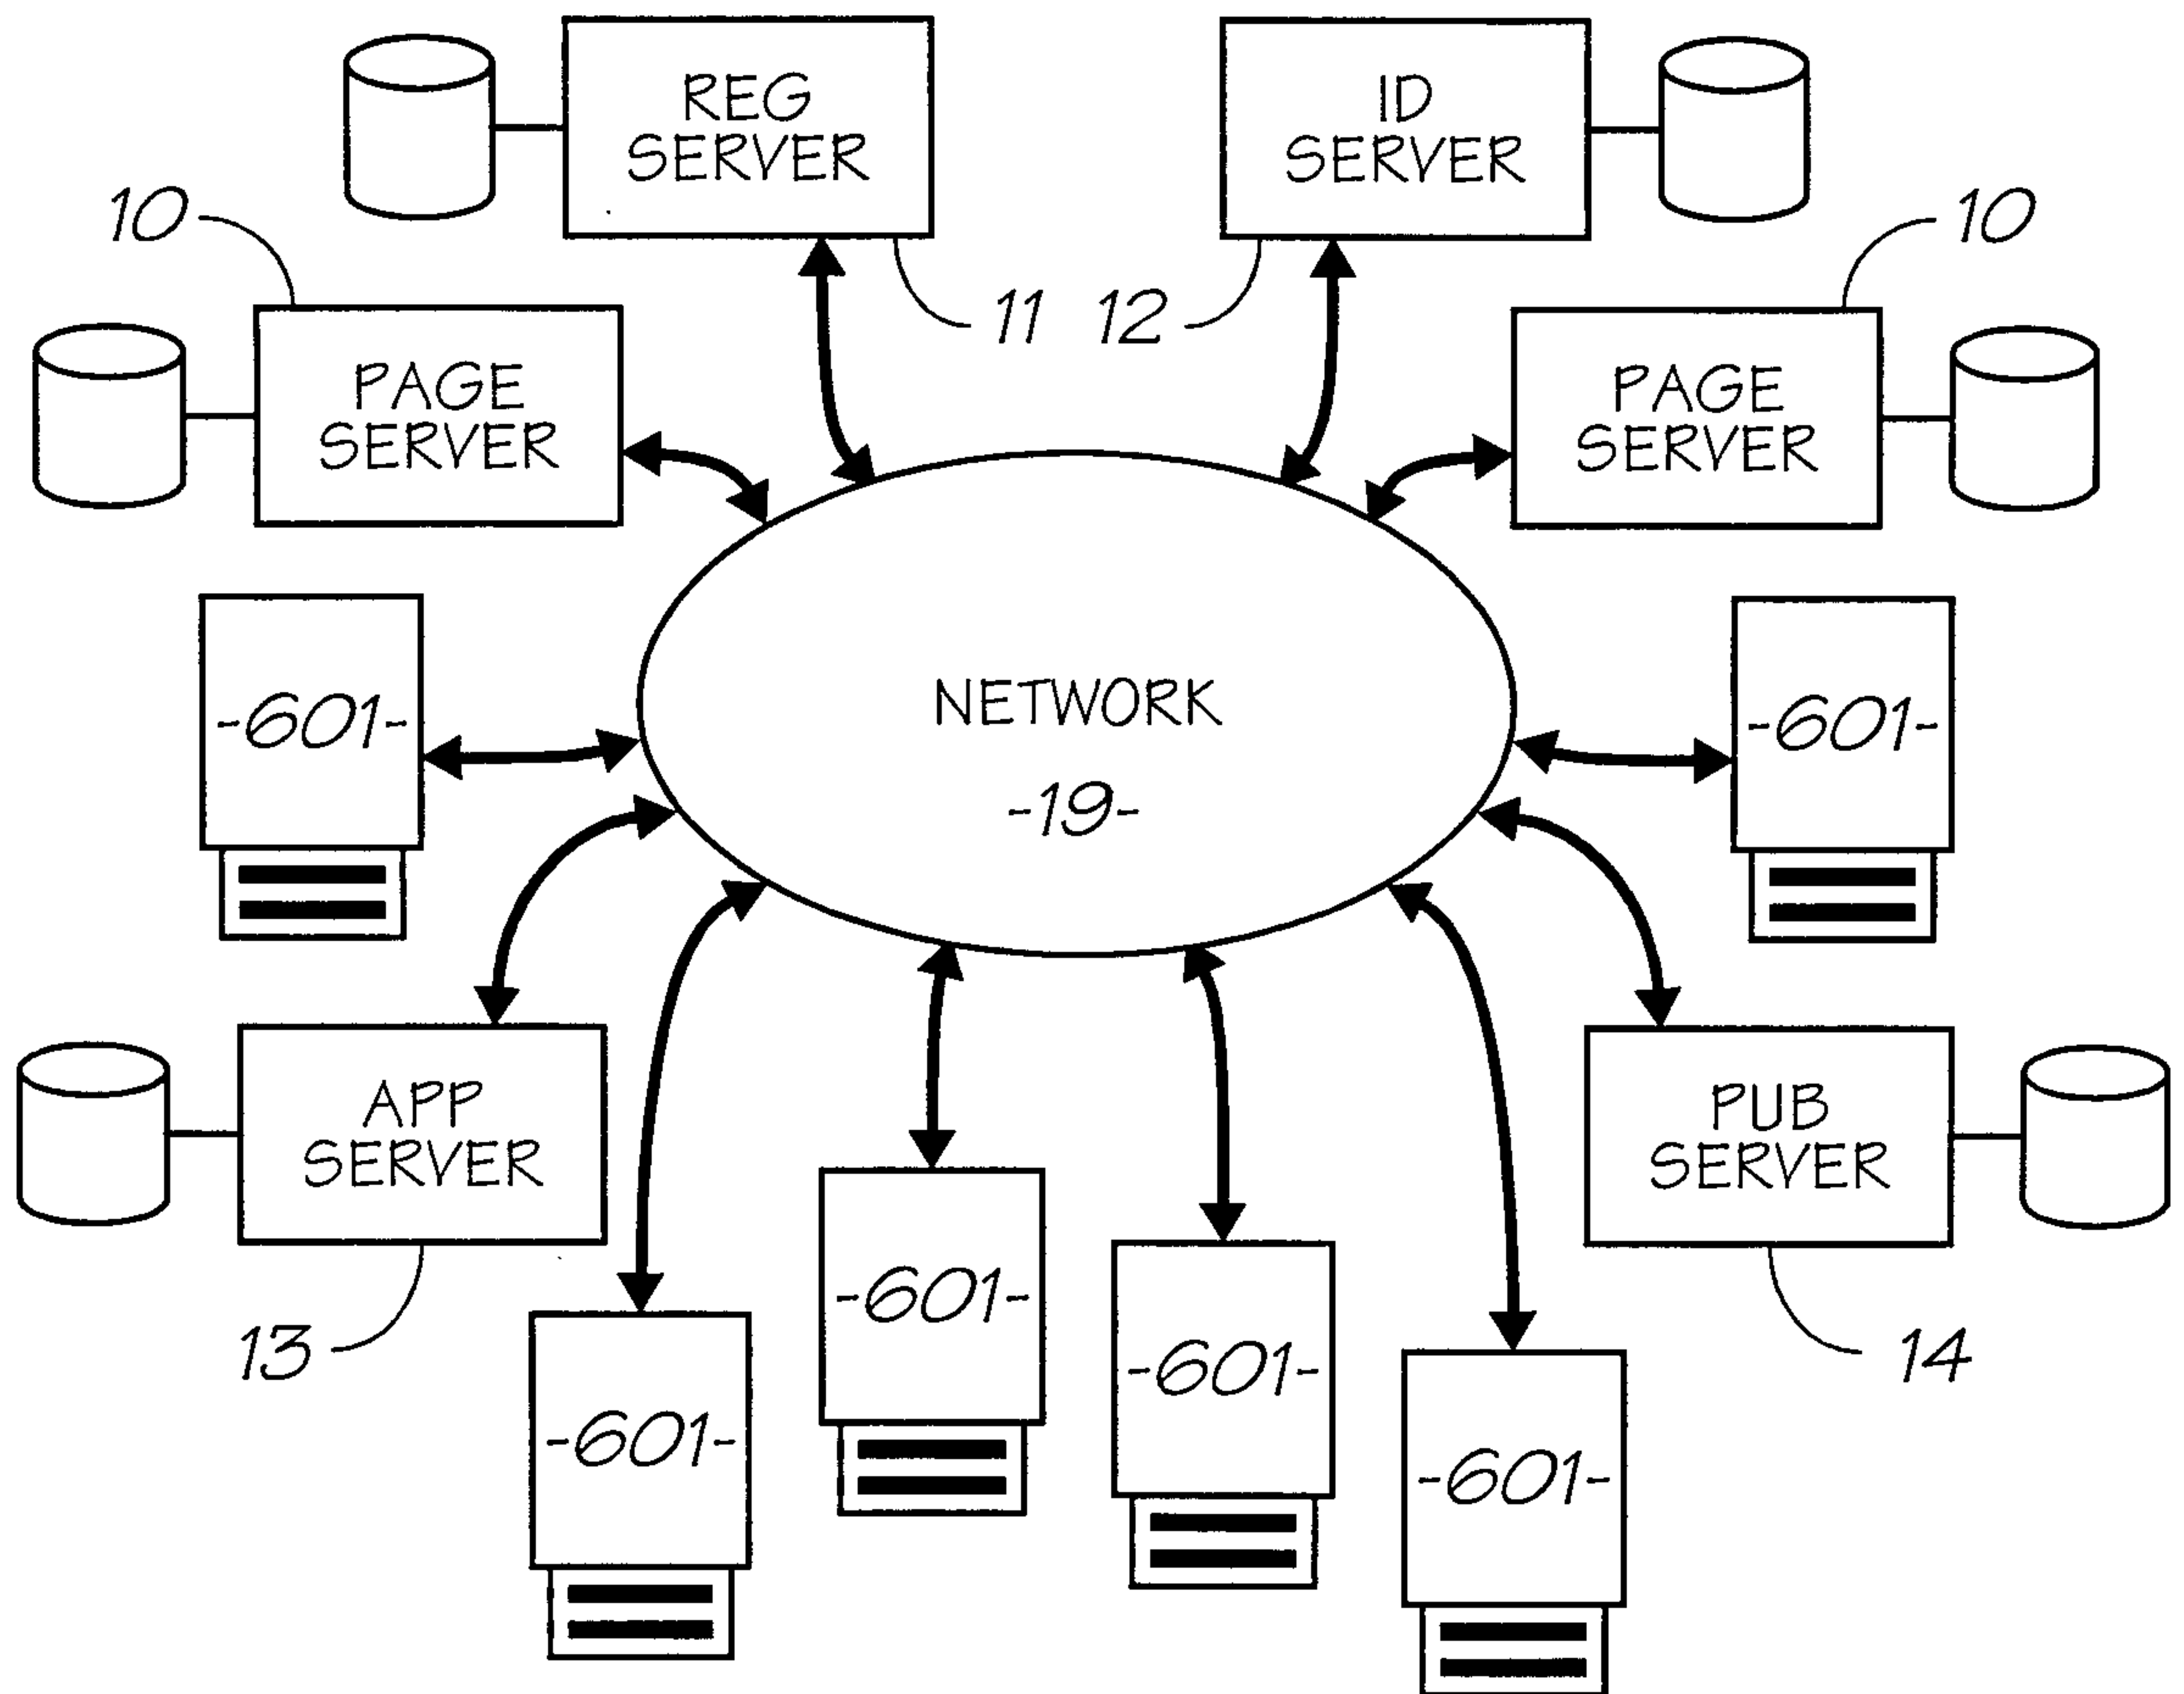 REG
SERVER
ID
SERVER
10
10
11
12
PAGE
SERVER
PAGE
SERVER
-601-
NETWORK
-19-
-601-
APP
SERVER
PUB
SERVER
13
-601-
-601-
-601-
-601-
14